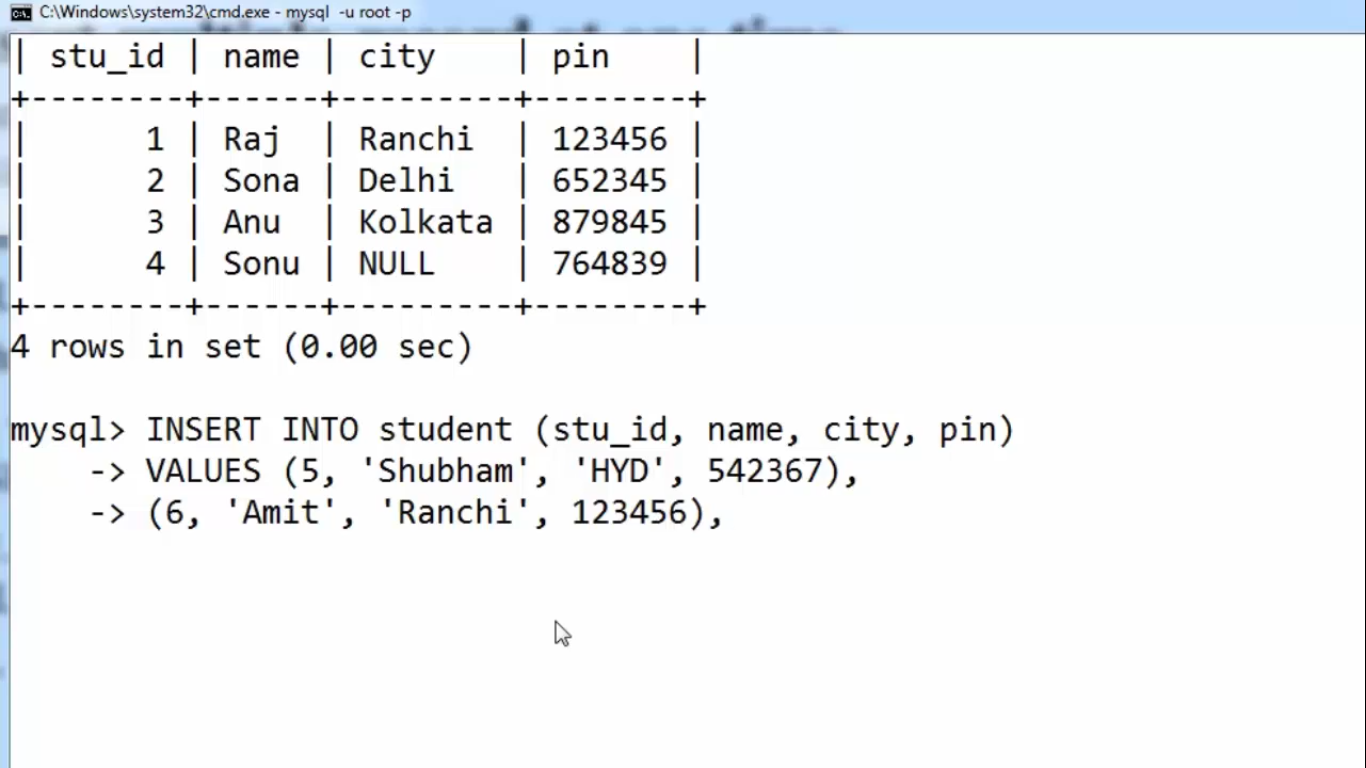 C:\Windows\system32\cmd.exe - mysql  -u root -p
| stu_id | name | city    | pin    |
+--------+------+---------+--------+
|      1 | Raj  | Ranchi  | 123456 |
|      2 | Sona | Delhi   | 652345 |
|      3 | Anu  | Kolkata | 879845 |
|      4 | Sonu | NULL    | 764839 |
+--------+------+---------+--------+
4 rows in set (0.00 sec)
mysql> INSERT INTO student (stu_id, name, city, pin)
    -> VALUES (5, 'Shubham', 'HYD', 542367),
    -> (6, 'Amit', 'Ranchi', 123456),